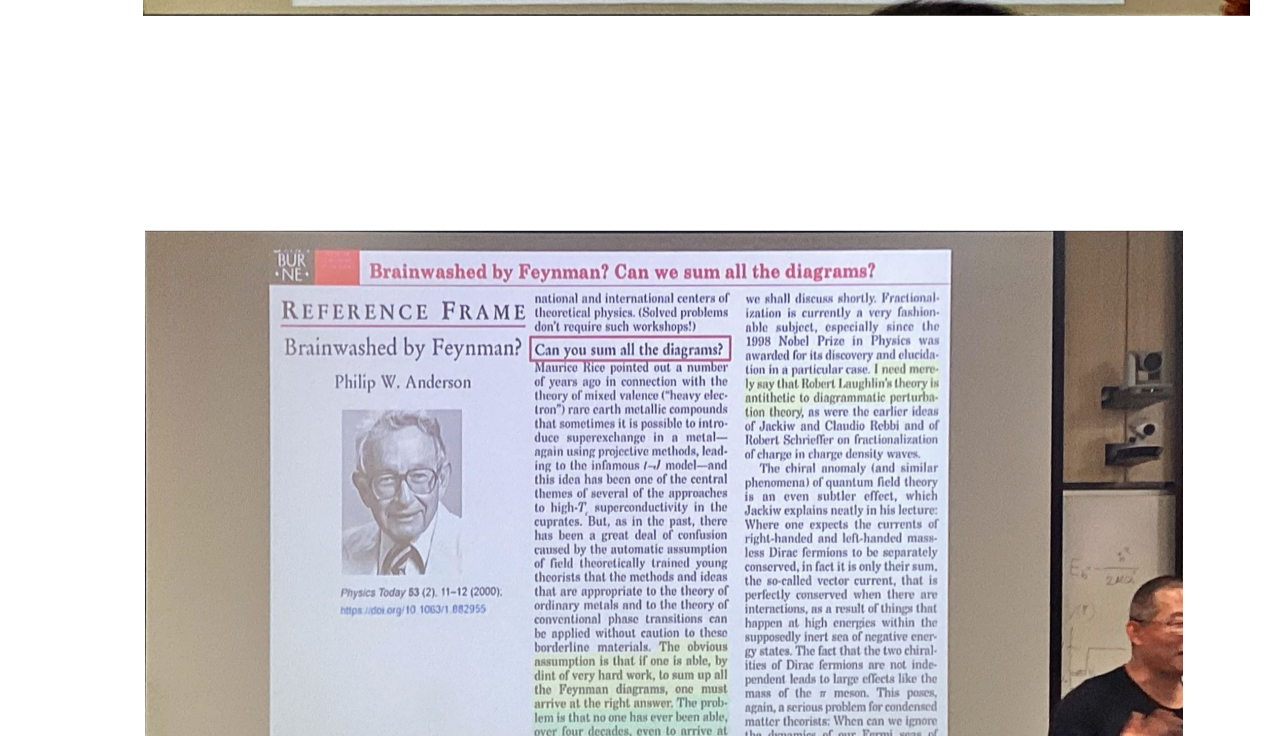 BUR
NE
Brainwashed by Feynman? Can we sum all the diagrams?
REFERENCE FRAME
Brainwashed by Feynman?
Philip W. Anderson
Physics Today 53 (2), 11–12 (2000);
https://doi.org/10.1063/1.882955
national and international centers of
theoretical physics. (Solved problems
don't require such workshops!)
Can you sum all the diagrams?
Maurice Rice pointed out a number
of years ago in connection with the
theory of mixed valence ("heavy elec-
tron") rare earth metallic compounds
that sometimes it is possible to intro-
duce superexchange in a metal—
again using projective methods, lead-
ing to the infamous t–J model—and
this idea has been one of the central
themes of several of the approaches
to high-Tc superconductivity in the
cuprates. But, as in the past, there
has been a great deal of confusion
caused by the automatic assumption
of field theoretically trained young
theorists that the methods and ideas
that are appropriate to the theory of
ordinary metals and to the theory of
conventional phase transitions can
be applied without caution to these
borderline materials. The obvious
assumption is that if one is able, by
dint of very hard work, to sum up all
the Feynman diagrams, one must
arrive at the right answer. The prob-
lem is that no one has ever been able,
over four decades, even to arrive at
we shall discuss shortly. Fractional-
ization is currently a very fashion-
able subject, especially since the
1998 Nobel Prize in Physics was
awarded for its discovery and elucida-
tion in a particular case. I need mere-
ly say that Robert Laughlin's theory is
antithetic to diagrammatic perturba-
tion theory, as were the earlier ideas
of Jackiw and Claudio Rebbi and of
Robert Schrieffer on fractionalization
of charge in charge density waves.
The chiral anomaly (and similar
phenomena) of quantum field theory
is an even subtler effect, which
Jackiw explains neatly in his lecture:
Where one expects the currents of
right-handed and left-handed mass-
less Dirac fermions to be separately
conserved, in fact it is only their sum,
the so-called vector current, that is
perfectly conserved when there are
interactions, as a result of things that
happen at high energies within the
supposedly inert sea of negative ener-
gy states. The fact that the two chiral-
ities of Dirac fermions are not inde-
pendent leads to large effects like the
mass of the π meson. This poses,
again, a serious problem for condensed
matter theorists: When can we ignore
the dynamics of our Fermi seas of